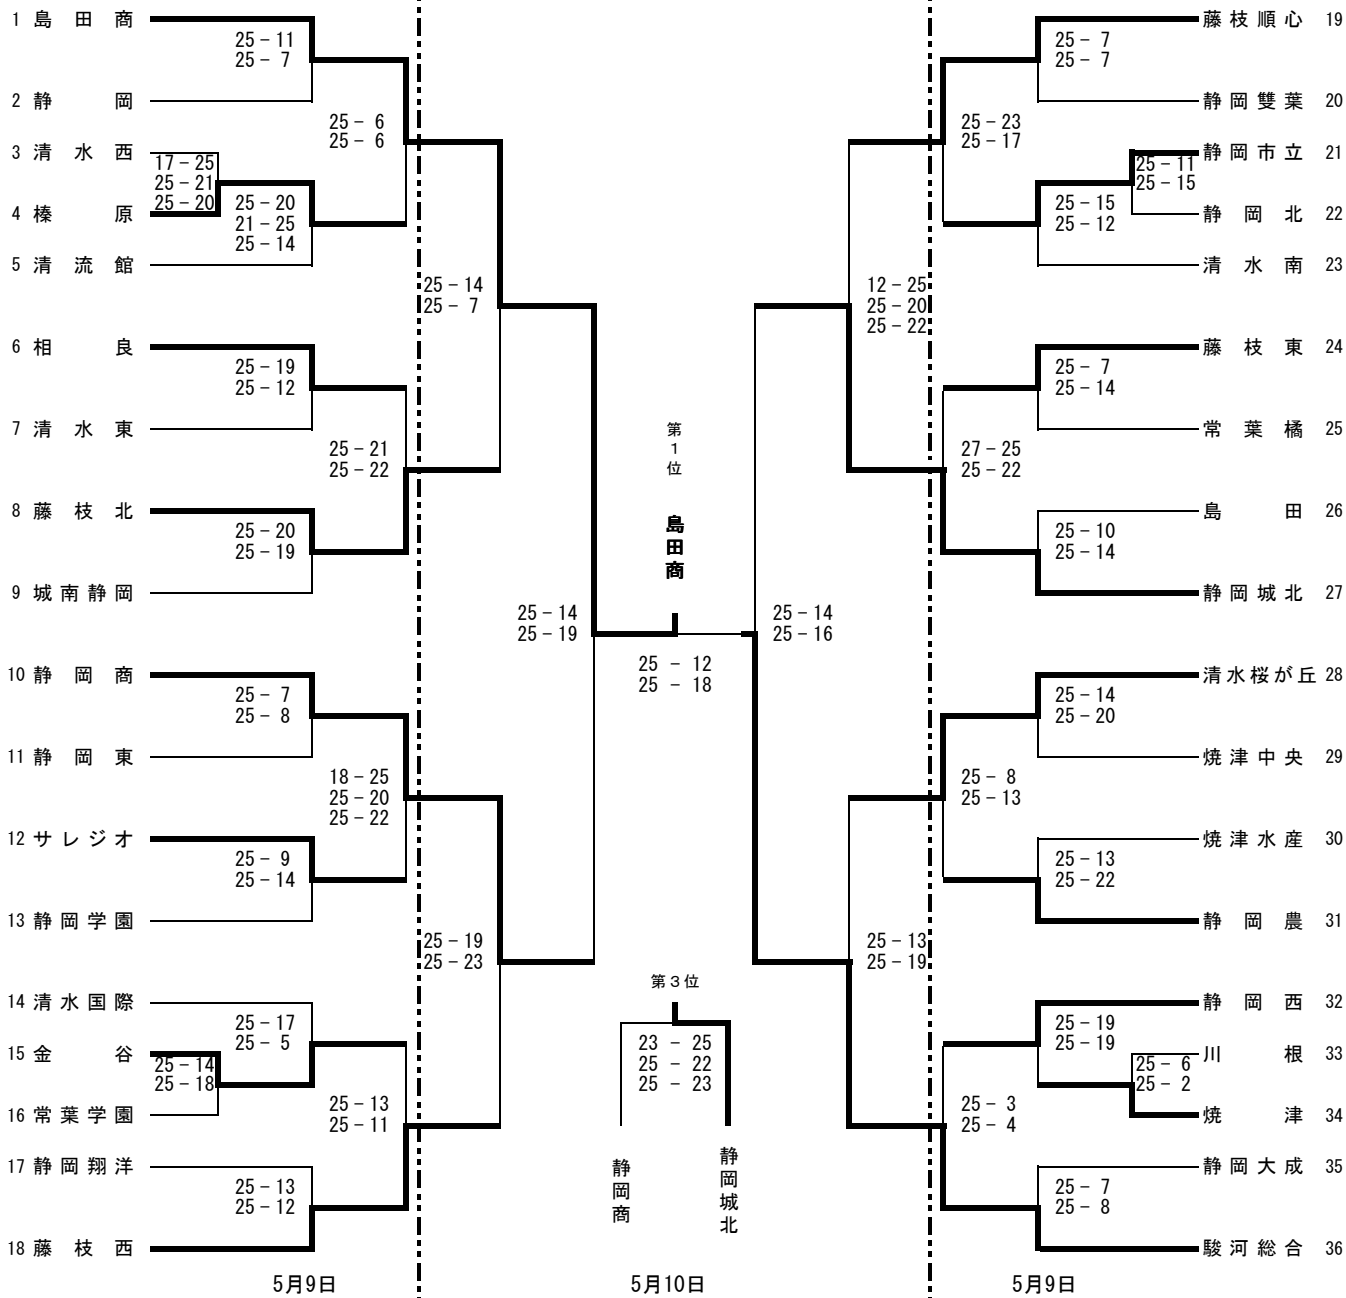 1 島田商
25 − 11
25 − 7
2 静岡
25 − 6
25 − 6
3 清水西
17 − 25
25 − 21
25 − 20
4 榛原
25 − 20
21 − 25
25 − 14
5 清流館
25 − 14
25 − 7
6 相良
25 − 19
25 − 12
7 清水東
25 − 21
25 − 22
8 藤枝北
25 − 20
25 − 19
9 城南静岡
25 − 14
25 − 19
10 静岡商
25 − 7
25 − 8
11 静岡東
18 − 25
25 − 20
25 − 22
12 サレジオ
25 − 9
25 − 14
13 静岡学園
25 − 19
25 − 23
14 清水国際
25 − 17
25 − 5
15 金谷
25 − 14
25 − 18
16 常葉学園
25 − 13
25 − 11
17 静岡翔洋
25 − 13
25 − 12
18 藤枝西
第1位
島田商
25 − 12
25 − 18
第3位
23 − 25
25 − 22
25 − 23
静岡商
静岡城北
藤枝順心 19
25 − 7
25 − 7
静岡雙葉 20
25 − 23
25 − 17
静岡市立 21
25 − 11
25 − 15
静岡北 22
25 − 15
25 − 12
清水南 23
12 − 25
25 − 20
25 − 22
藤枝東 24
25 − 7
25 − 14
常葉橘 25
27 − 25
25 − 22
島田 26
25 − 10
25 − 14
静岡城北 27
25 − 14
25 − 16
清水桜が丘 28
25 − 14
25 − 20
焼津中央 29
25 − 8
25 − 13
焼津水産 30
25 − 13
25 − 22
静岡農 31
25 − 13
25 − 19
静岡西 32
25 − 19
25 − 19
川根 33
25 − 6
25 − 2
焼津 34
25 − 3
25 − 4
静岡大成 35
25 − 7
25 − 8
駿河総合 36
5月9日
5月10日
5月9日